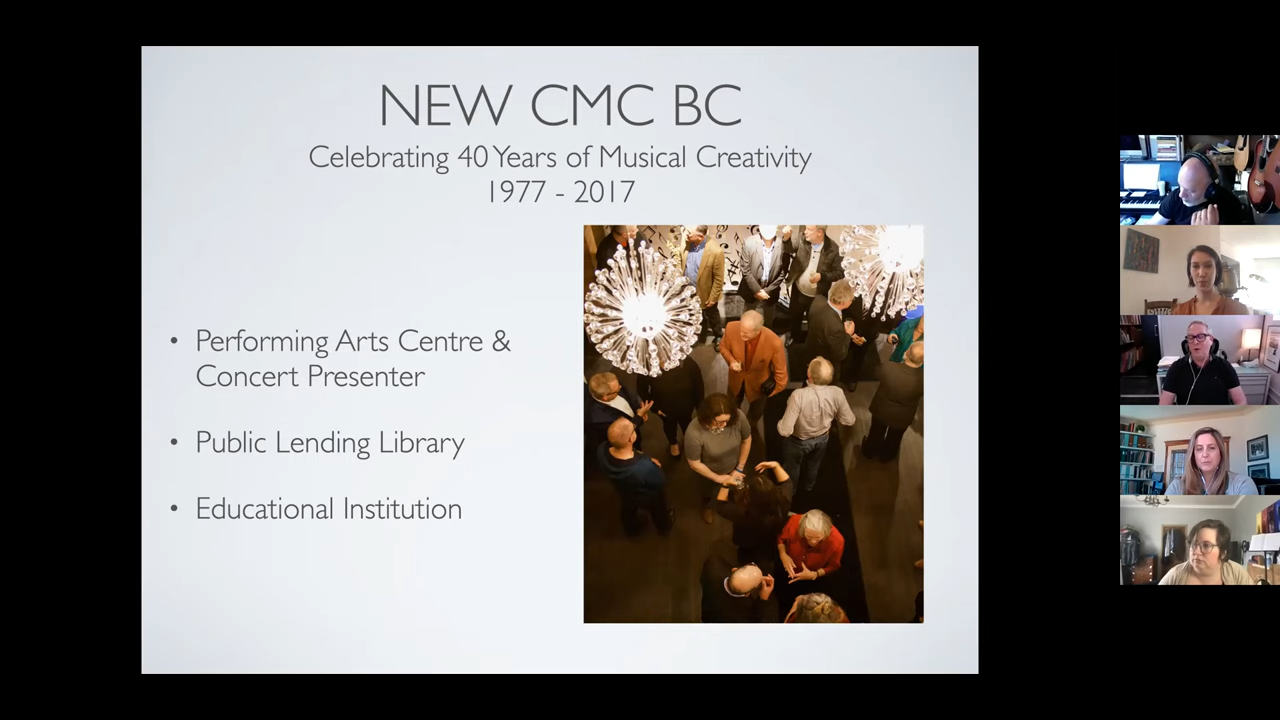 NEW CMC BC
Celebrating 40 Years of Musical Creativity
1977 - 2017
• Performing Arts Centre &
Concert Presenter
• Public Lending Library
• Educational Institution